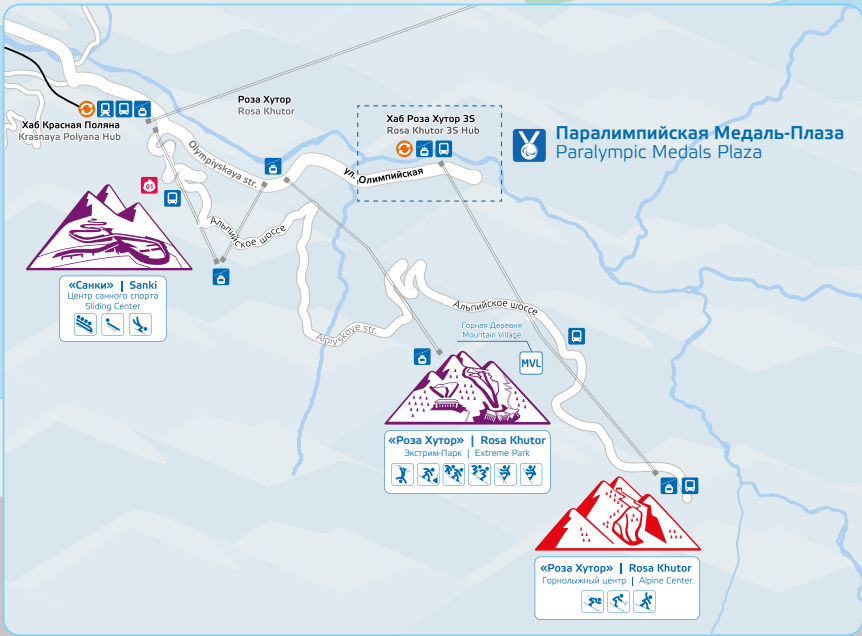 Роза Хутор
Rosa Khutor
Хаб Красная Поляна
Krasnaya Polyana Hub
Хаб Роза Хутор 3S
Rosa Khutor 3S Hub
Паралимпийская Медаль-Плаза
Paralympic Medals Plaza
Olympiyskaya str.
ул. Олимпийская
01
Альпийское шоссе
«Санки» | Sanki
Центр санного спорта
Sliding Center
Alpiyskoye str.
Альпийское шоссе
Горная Деревня
Mountain Village
MVL
«Роза Хутор» | Rosa Khutor
Экстрим-Парк | Extreme Park
«Роза Хутор» | Rosa Khutor
Горнолыжный центр | Alpine Center